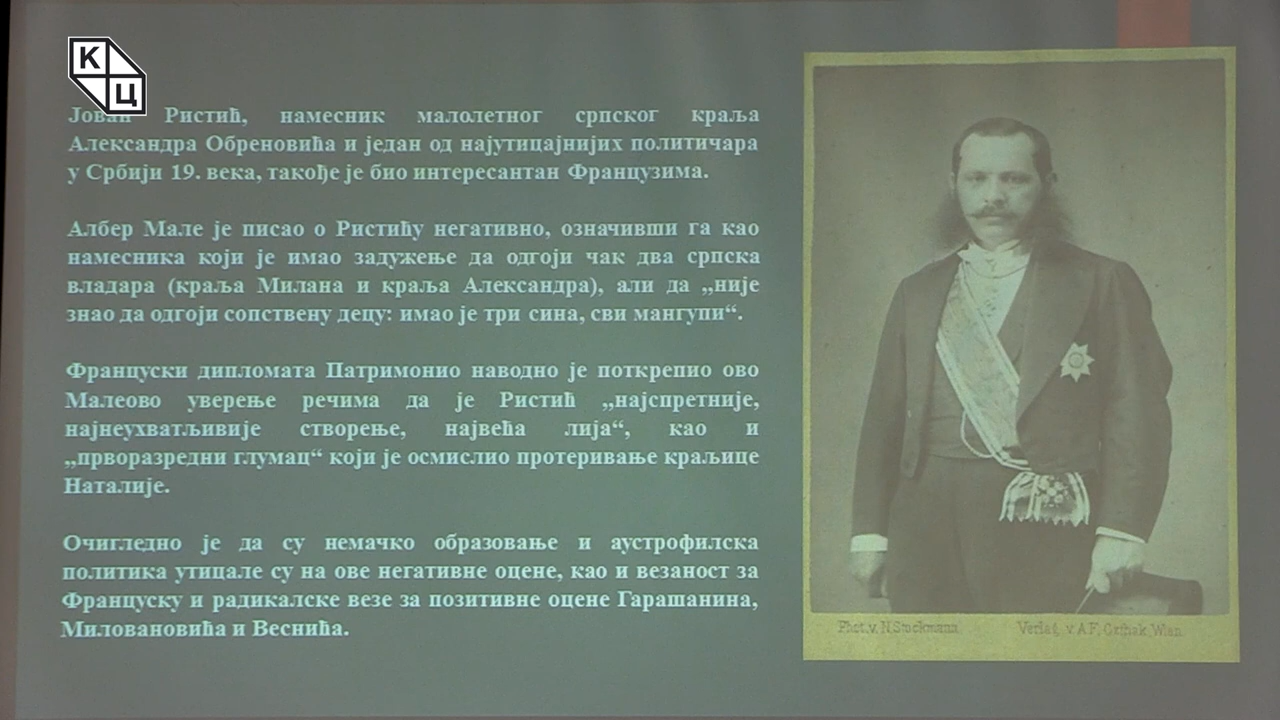 К
Ц
Јован Ристић, намесник малолетног српског краља
Александра Обреновића и један од најутицајнијих политичара
у Србији 19. века, такође је био интересантан Французима.
Албер Мале је писао о Ристићу негативно, означивши га као
намесника који је имао задужење да одгоји чак два српска
владара (краља Милана и краља Александра), али да „није
знао да одгоји сопствену децу: имао је три сина, сви мангупи“.
Француски дипломата Патримонио наводно је поткрепио ово
Малеово уверење речима да је Ристић „најспретније,
најнеухватљивије створење, највећа лија“, као и
„прворазредни глумац“ који је осмислио протеривање краљице
Наталије.
Очигледно је да су немачко образовање и аустрофилска
политика утицале су на ове негативне оцене, као и везаност за
Француску и радикалске везе за позитивне оцене Гарашанина,
Миловановића и Веснића.
Phot. v. N. Stockmann. Verlag v. A.F. Wien.